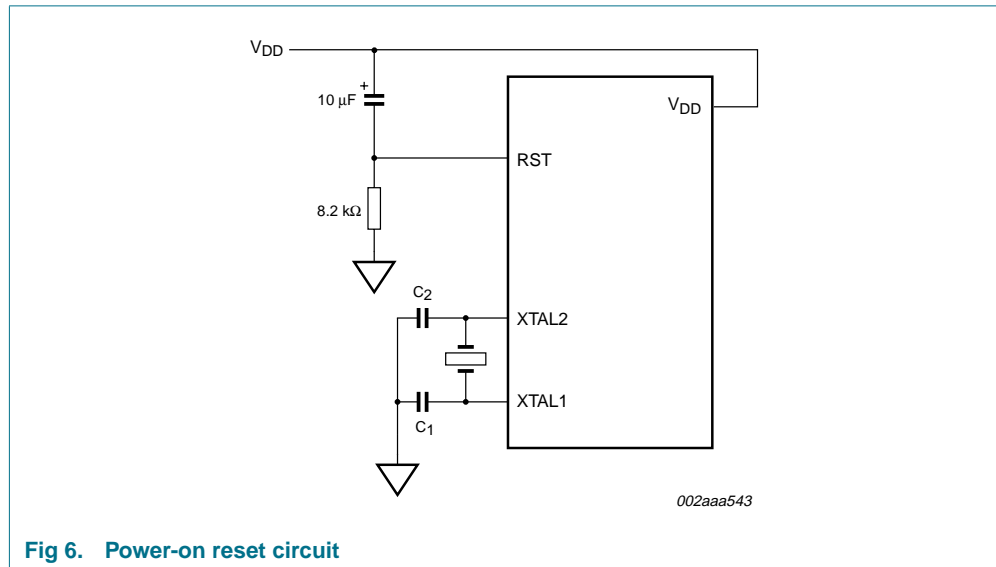 VDD
10 µF
+
VDD
RST
8.2 kΩ
C2
XTAL2
XTAL1
C1
002aaa543
Fig 6. Power-on reset circuit